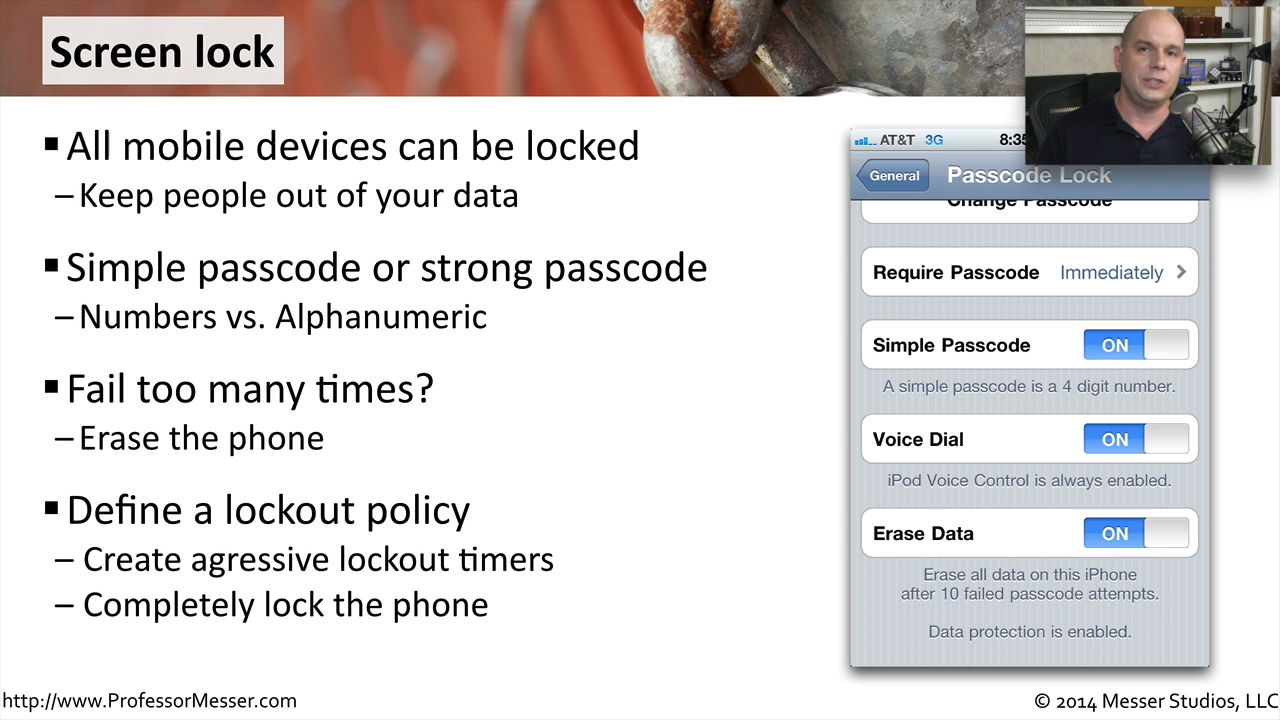 Screen lock
▪ All mobile devices can be locked
– Keep people out of your data
▪ Simple passcode or strong passcode
– Numbers vs. Alphanumeric
▪ Fail too many times?
– Erase the phone
▪ Define a lockout policy
– Create agressive lockout timers
– Completely lock the phone
AT&T 3G 8:35
General Passcode Lock
Change Passcode
Require Passcode Immediately
Simple Passcode ON
A simple passcode is a 4 digit number.
Voice Dial ON
iPod Voice Control is always enabled.
Erase Data ON
Erase all data on this iPhone
after 10 failed passcode attempts.
Data protection is enabled.
http://www.ProfessorMesser.com
© 2014 Messer Studios, LLC